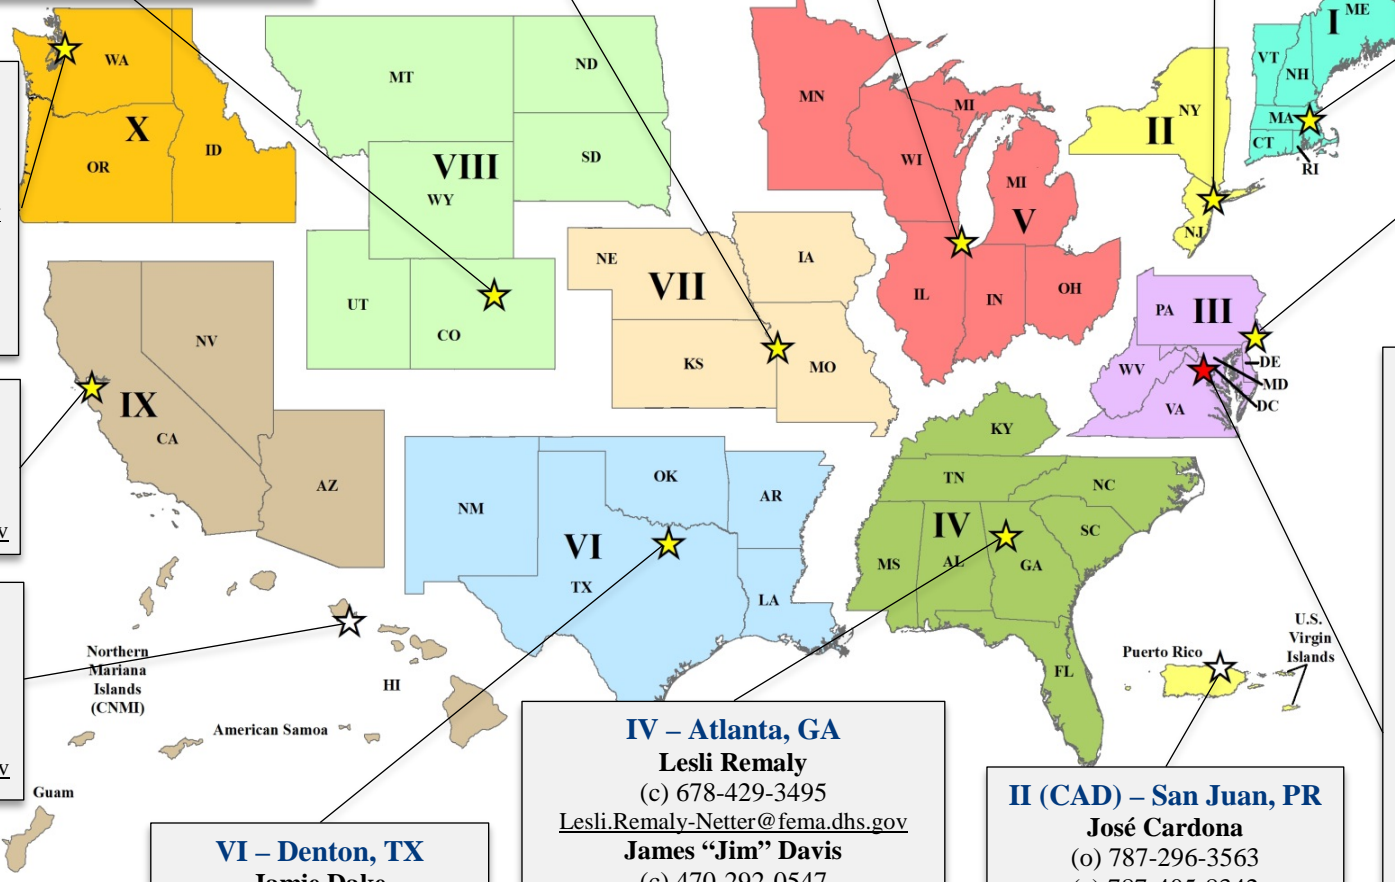 WA
X
OR
ID
MT
ND
VIII
SD
WY
UT
CO
MN
MI
WI
MI
V
IL
IN
OH
I
ME
VT
NH
MA
CT
RI
II
NY
NJ
NE
VII
IA
KS
MO
PA
III
WV
VA
DE
MD
DC
NV
IX
CA
AZ
v
NM
OK
AR
VI
TX
LA
KY
TN
NC
IV
SC
MS
AL
GA
FL
Northern
Mariana
Islands
(CNMI)
HI
American Samoa
Guam
v
Puerto Rico
U.S.
Virgin
Islands
IV – Atlanta, GA
Lesli Remaly
(c) 678-429-3495
Lesli.Remaly-Netter@fema.dhs.gov
James “Jim” Davis
(c) 470-292-0547
VI – Denton, TX
Jamie Dake
II (CAD) – San Juan, PR
José Cardona
(o) 787-296-3563